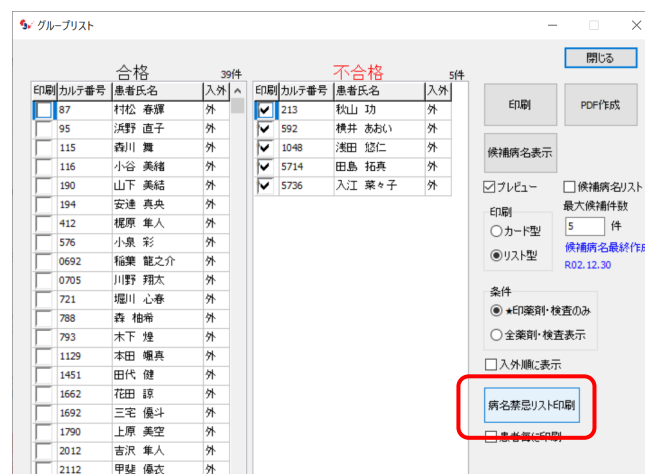 グループリスト
閉じる
合格 39件 不合格 5件
印刷 カルテ番号 患者氏名 入外 印刷 カルテ番号 患者氏名 入外
87 村松 春輝 外 213 秋山 功 外
95 浜野 直子 外 592 横井 あおい 外
115 森川 舞 外 1048 浅田 悠仁 外
116 小谷 美緒 外 5714 田島 拓真 外
190 山下 美結 外 5736 入江 菜々子 外
194 安達 真央 外
412 梶原 隼人 外
576 小泉 彩 外
0692 稲葉 龍之介 外
0705 川野 翔太 外
721 堀川 心春 外
788 森 柚希 外
793 木下 煌 外
1129 本田 颯真 外
1451 田代 健 外
1662 花田 諒 外
1692 三宅 優斗 外
1790 上原 美空 外
2012 吉沢 隼人 外
2112 甲斐 優衣 外
印刷 PDF作成
候補病名表示
プレビュー 候補病名リスト
印刷 最大候補件数
カード型 5 件
リスト型 候補病名最終作成
R02.12.30
条件
★印薬剤・検査のみ
全薬剤・検査表示
入外順に表示
病名禁忌リスト印刷
患者毎に印刷